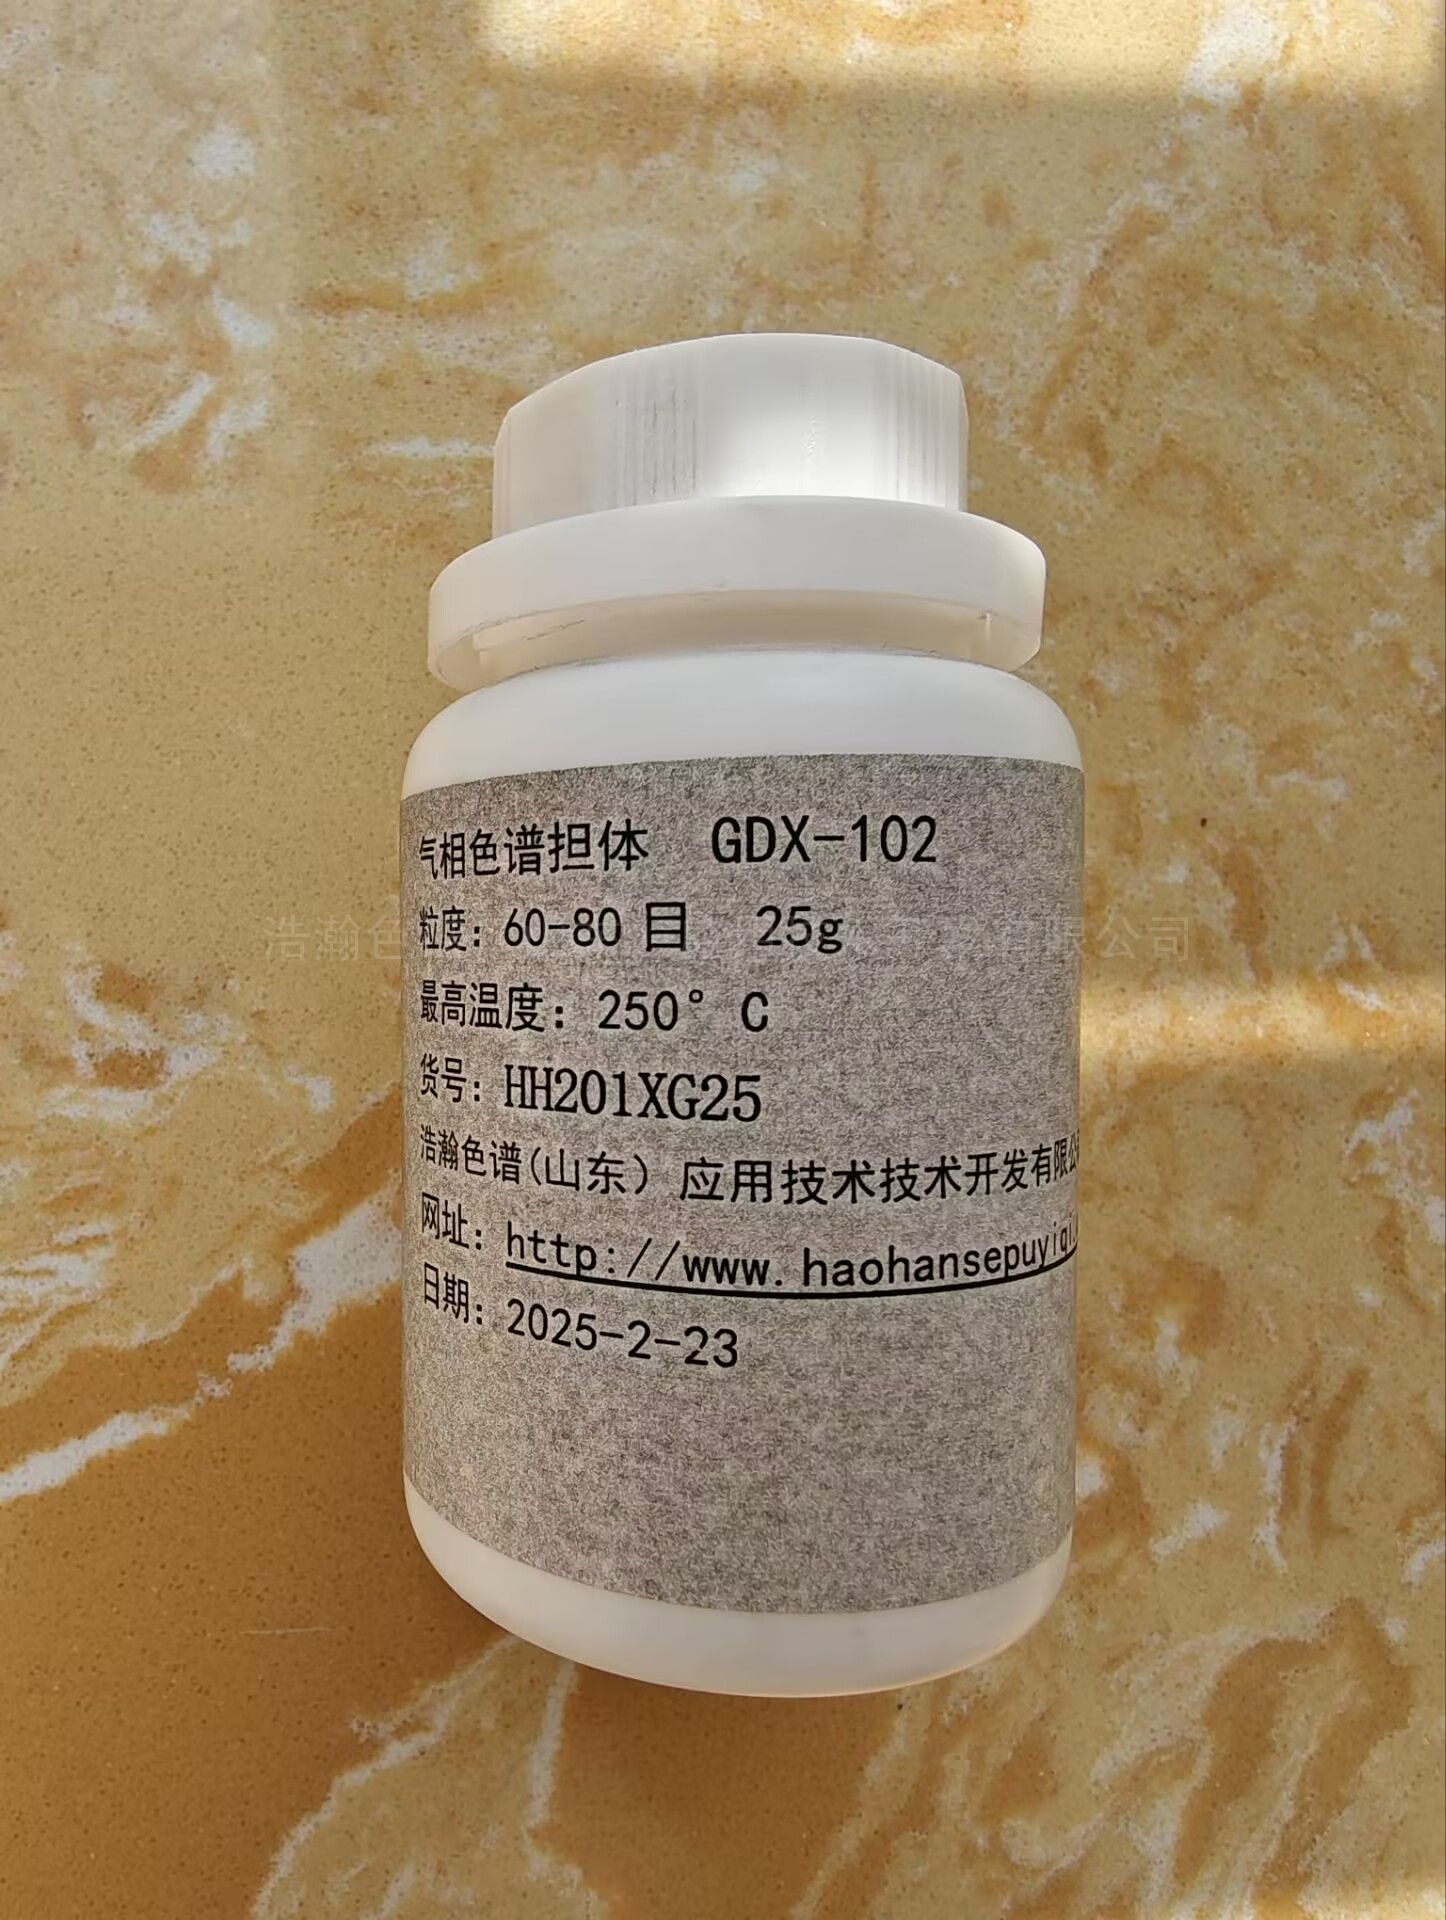 气相色谱担体 GDX-102
粒度：60-80 目 25g
最高温度：250° C
货号：HH201XG25
浩瀚色谱(山东）应用技术技术开发有限公
网址：http://www.haohansepuyiqi.
日期：2025-2-23